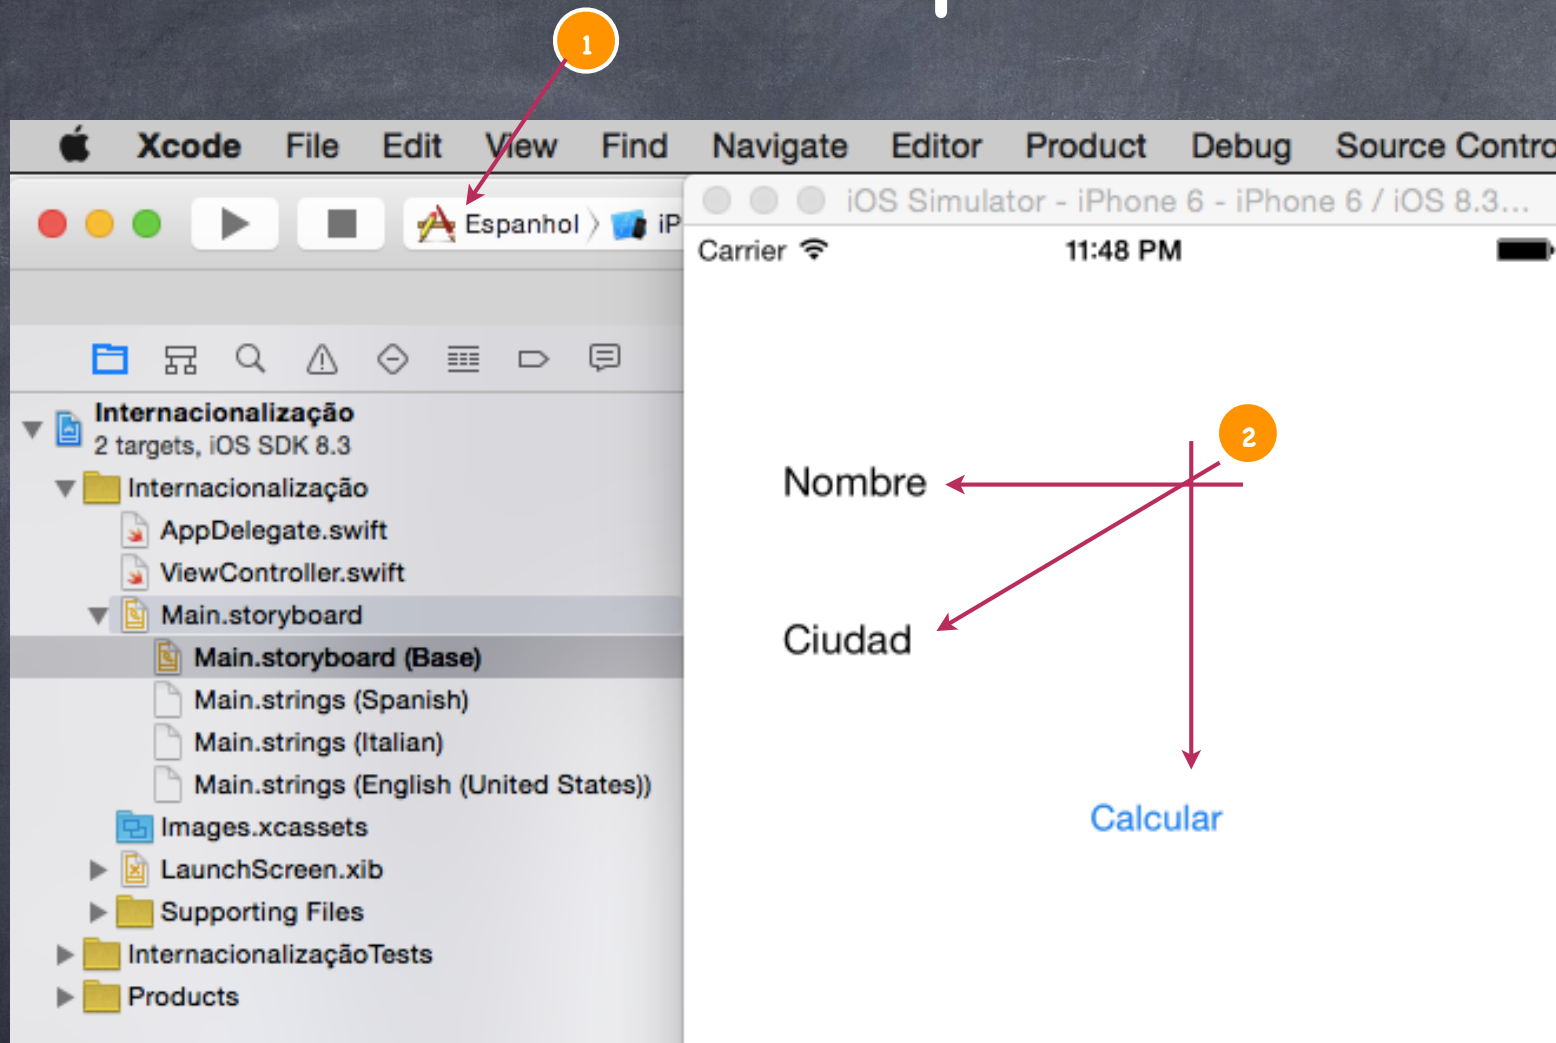 1
Xcode File Edit View Find Navigate Editor Product Debug Source Contro
Espanhol iP
iOS Simulator - iPhone 6 - iPhone 6 / iOS 8.3...
Carrier 11:48 PM
Internacionalização
2 targets, iOS SDK 8.3
Internacionalização
AppDelegate.swift
ViewController.swift
Main.storyboard
Main.storyboard (Base)
Main.strings (Spanish)
Main.strings (Italian)
Main.strings (English (United States))
Images.xcassets
LaunchScreen.xib
Supporting Files
InternacionalizaçãoTests
Products
2
Nombre
Ciudad
Calcular